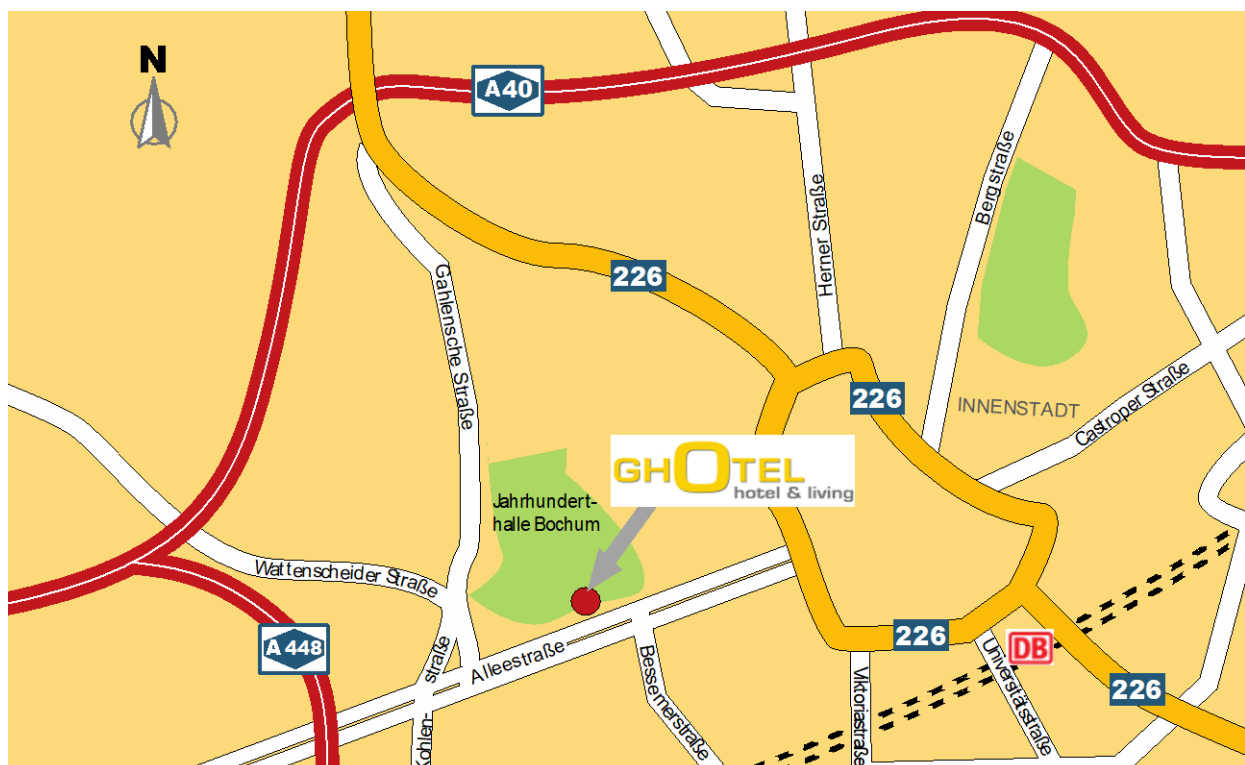 N
A40
Bergstraße
Herner Straße
226
Gahlensche Straße
226
INNENSTADT
Castroper Straße
GHOTEL
hotel & living
Jahrhundert-
halle Bochum
Wattenscheider Straße
226
A 448
DB
Alleestraße
Kohlen-
straße
Bessemerstraße
Viktoriastraße
Universitätsstraße
226